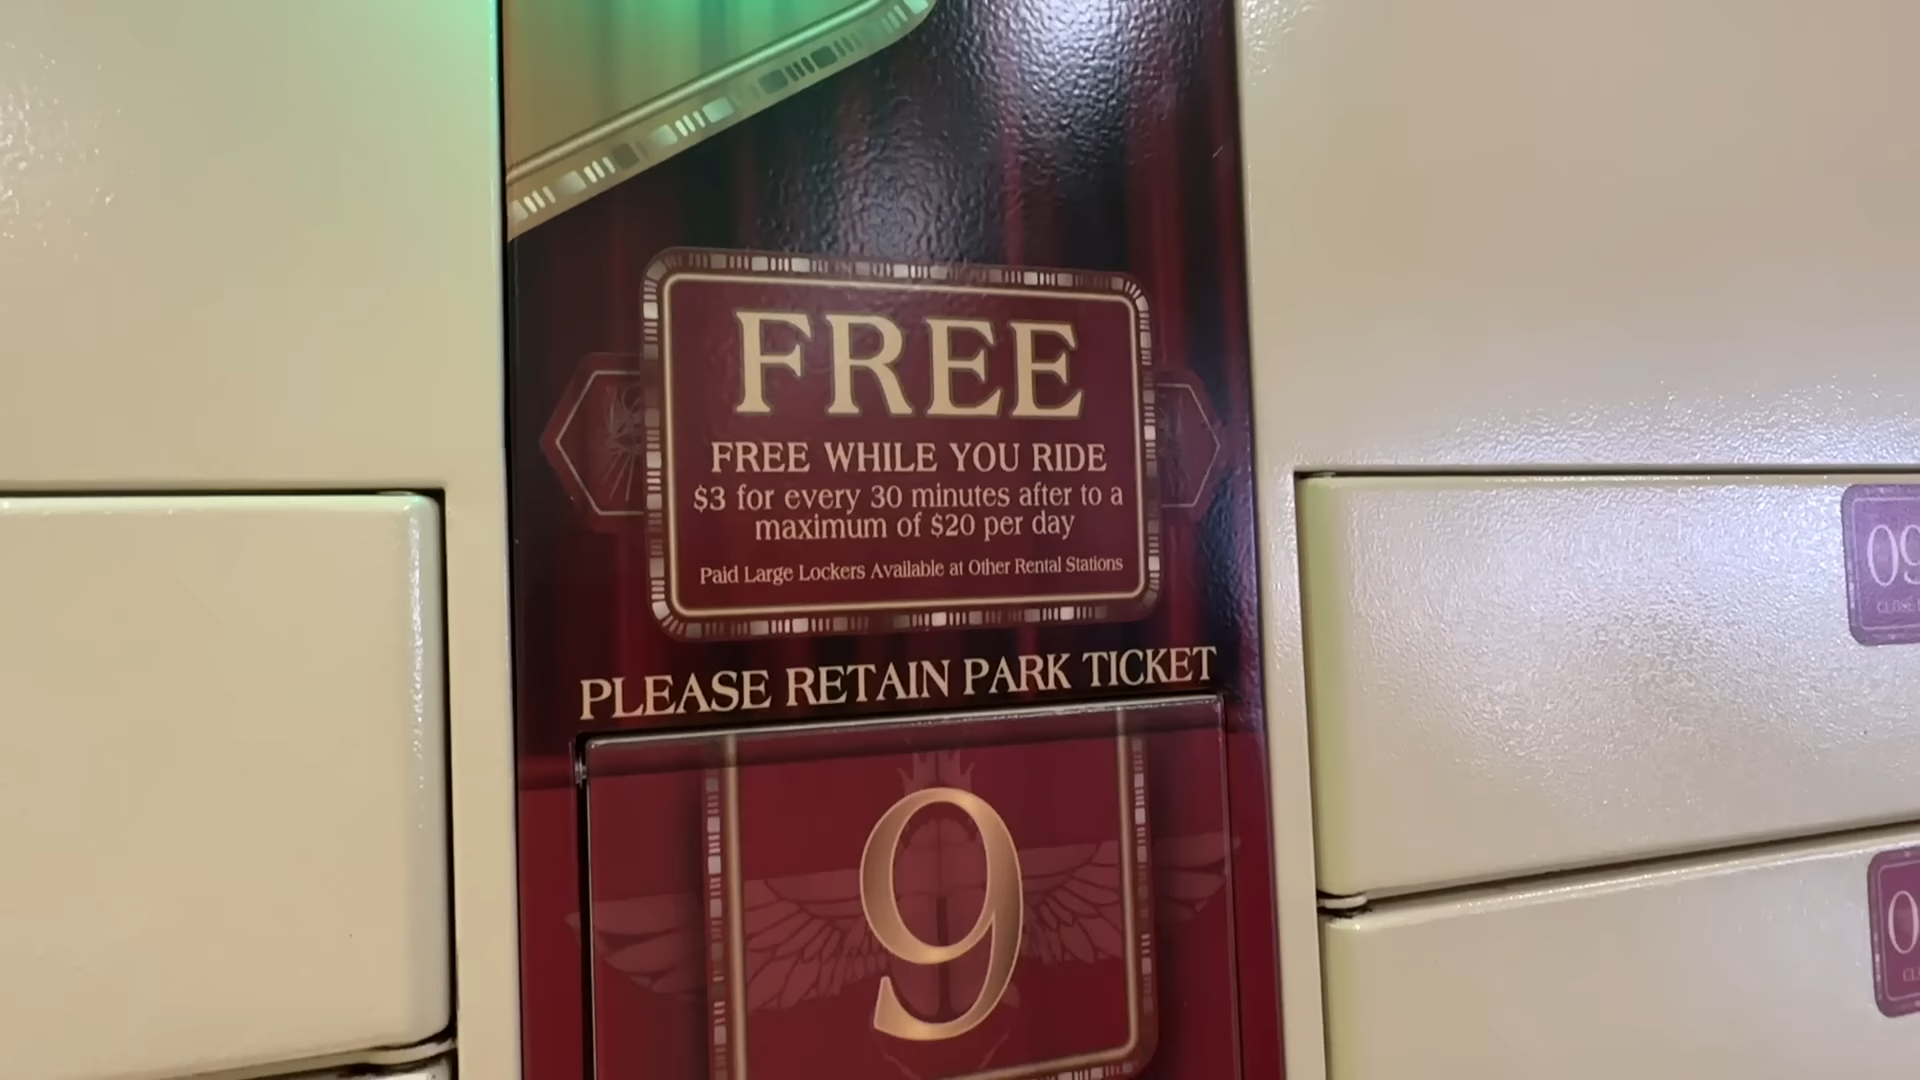 FREE
FREE WHILE YOU RIDE
$3 for every 30 minutes after to a
maximum of $20 per day
Paid Large Lockers Available at Other Rental Stations
PLEASE RETAIN PARK TICKET
9